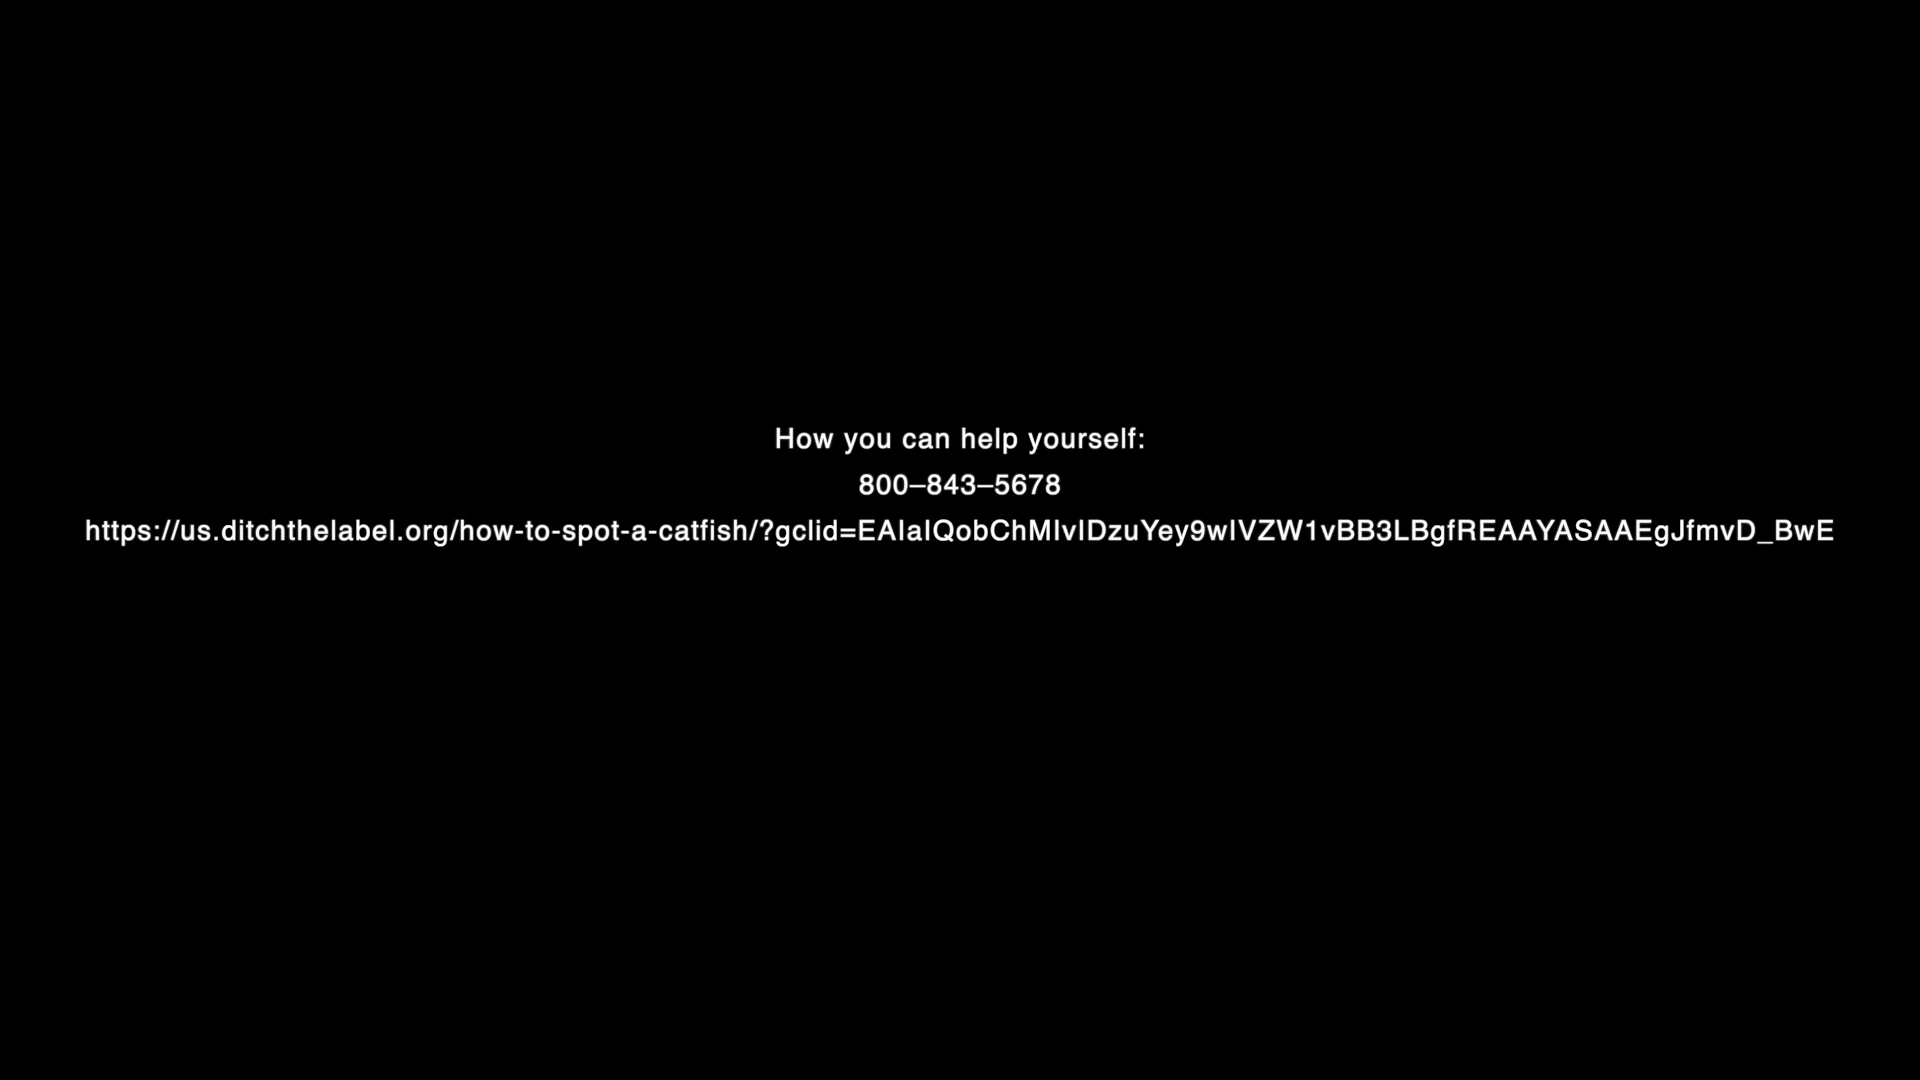 How you can help yourself:
800–843–5678
https://us.ditchthelabel.org/how-to-spot-a-catfish/?gclid=EAIaIQobChMIvIDzuYey9wIVZW1vBB3LBgfREAAYASAAEgJfmvD_BwE